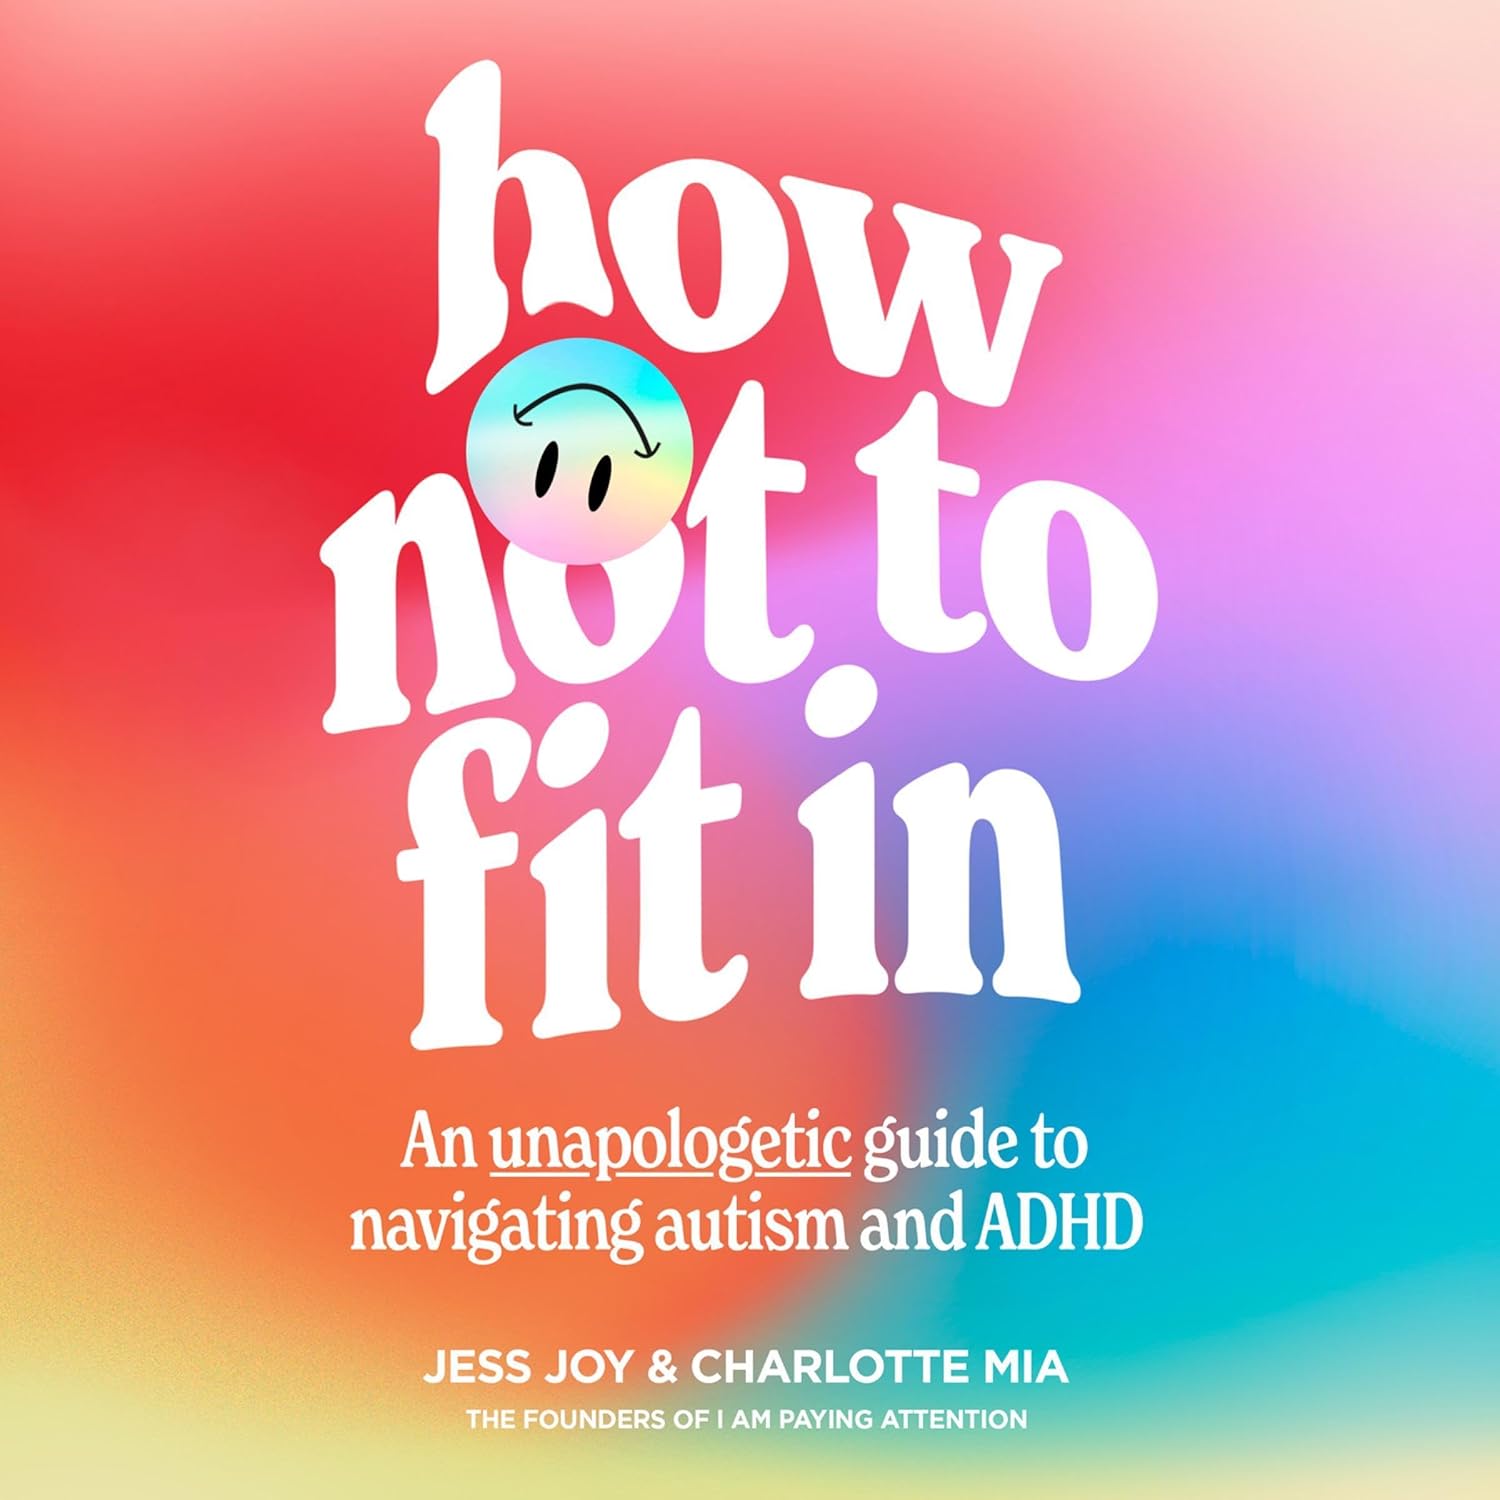 how
not to
fit in
An unapologetic guide to
navigating autism and ADHD
JESS JOY & CHARLOTTE MIA
THE FOUNDERS OF I AM PAYING ATTENTION